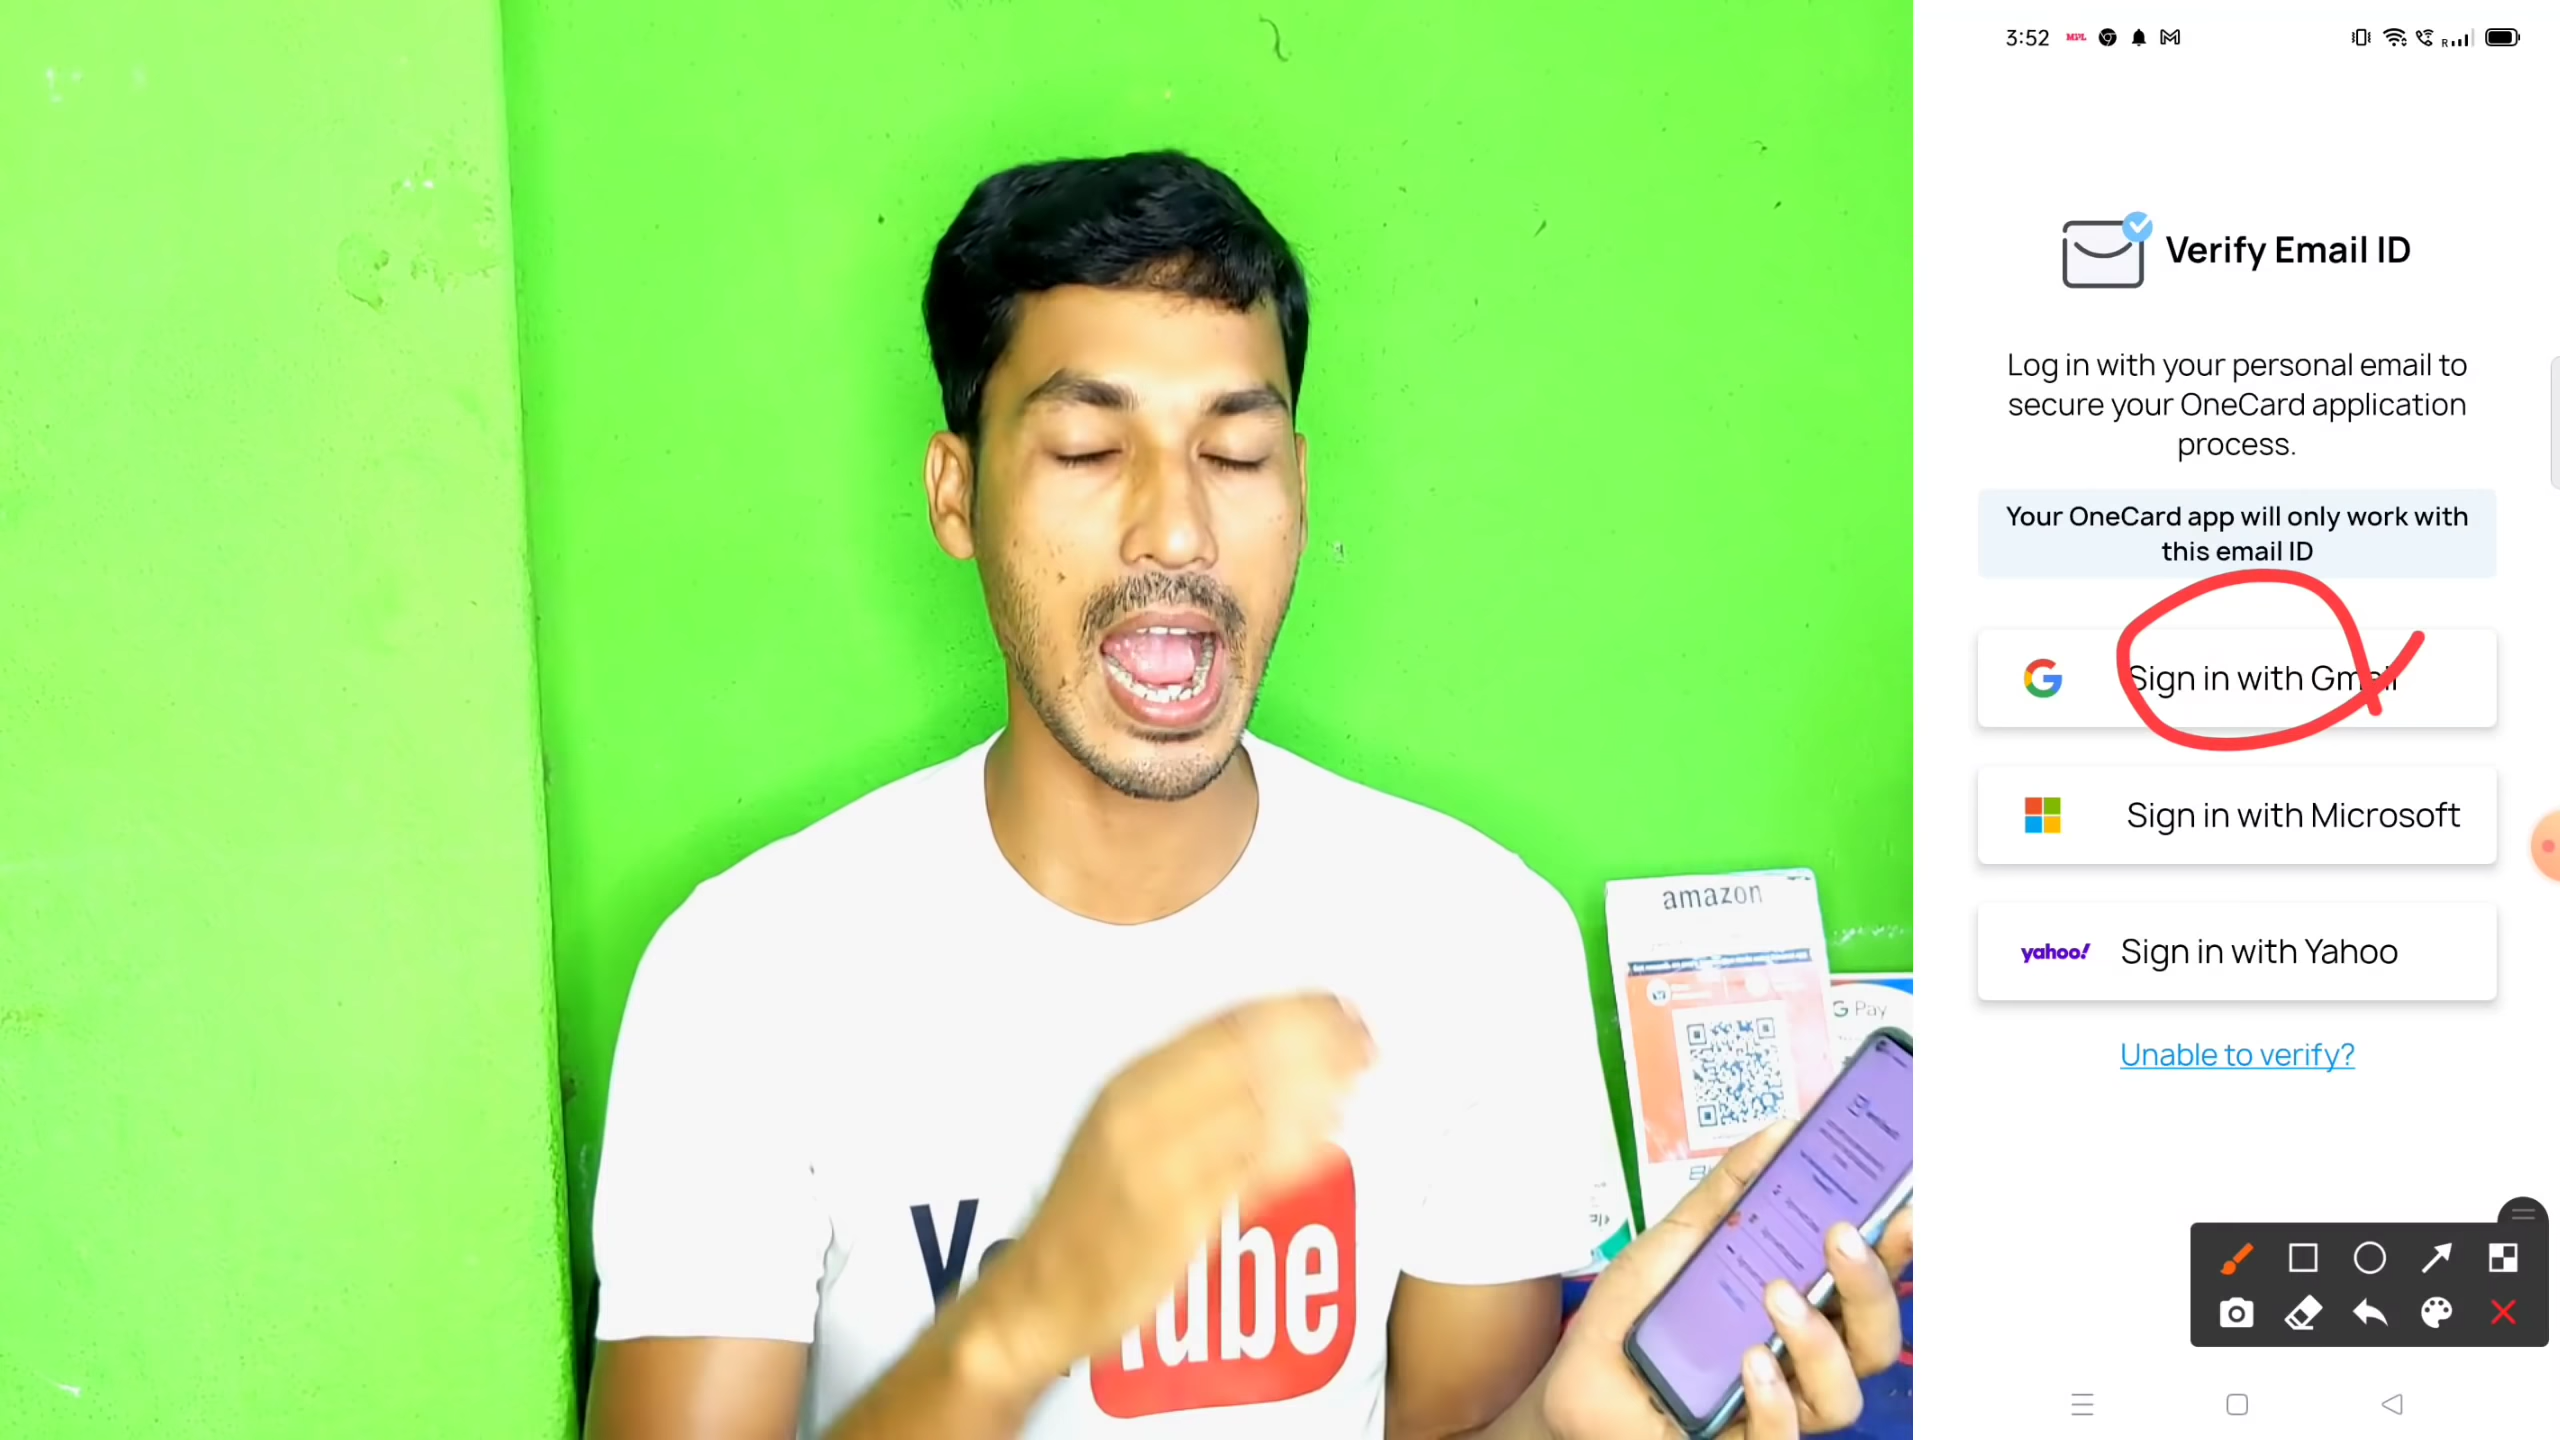 3:52
MPL
Verify Email ID
Log in with your personal email to
secure your OneCard application
process.
Your OneCard app will only work with
this email ID
Sign in with Gmail
Sign in with Microsoft
yahoo!
Sign in with Yahoo
Unable to verify?
amazon
G Pay
Tube